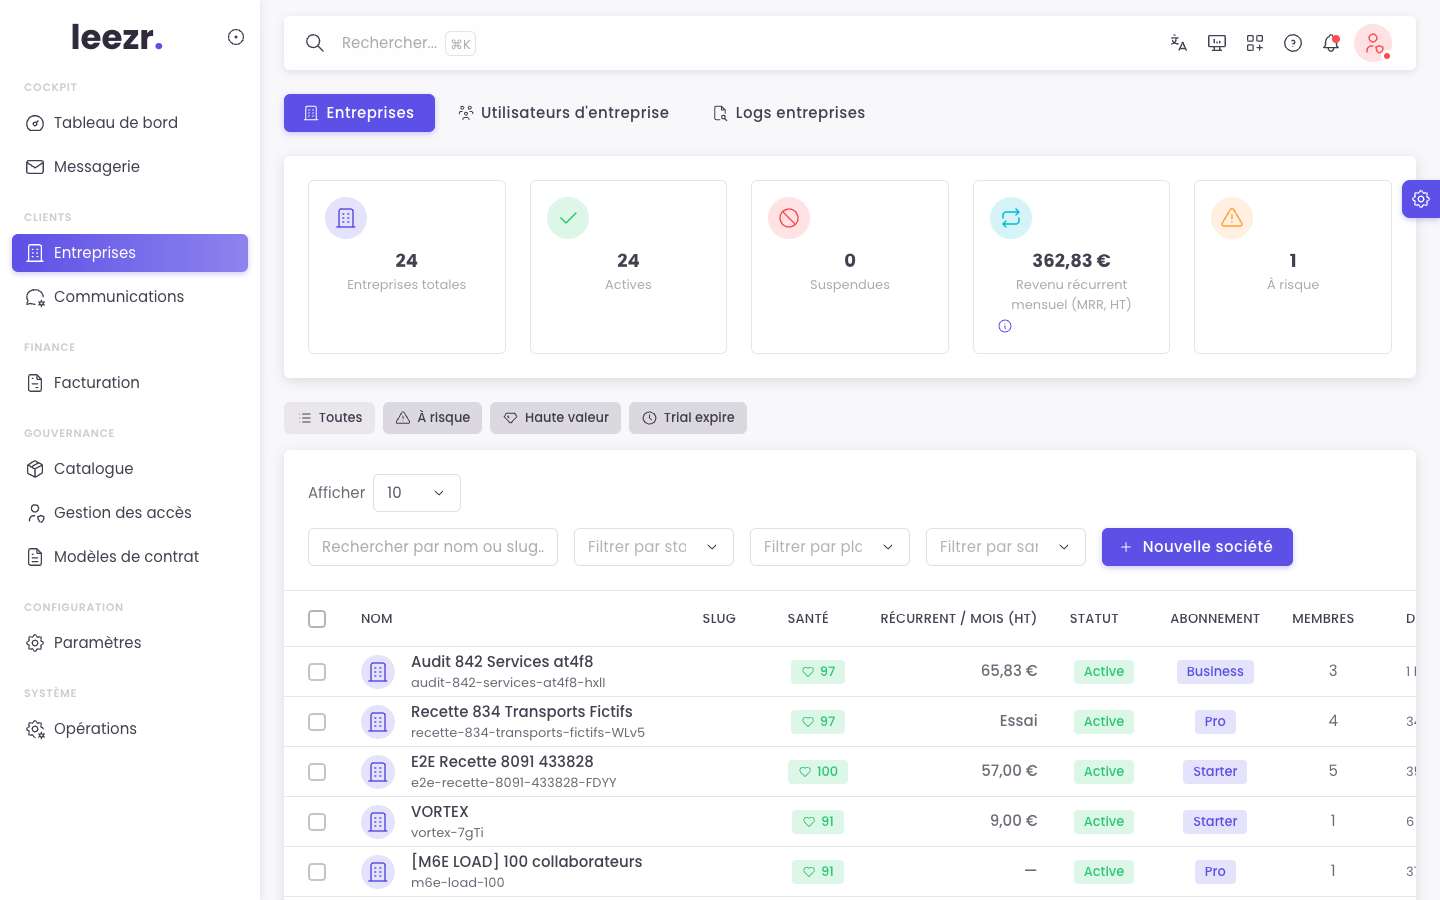 leezr.
Rechercher... ⌘K
COCKPIT
Tableau de bord
Messagerie
CLIENTS
Entreprises
Communications
FINANCE
Facturation
GOUVERNANCE
Catalogue
Gestion des accès
Modèles de contrat
CONFIGURATION
Paramètres
SYSTÈME
Opérations
Entreprises Utilisateurs d'entreprise Logs entreprises
24
Entreprises totales
24
Actives
0
Suspendues
362,83 €
Revenu récurrent
mensuel (MRR, HT)
1
À risque
Toutes À risque Haute valeur Trial expire
Afficher 10
Rechercher par nom ou slug.. Filtrer par Filtrer par Filtrer par Nouvelle société
NOM SLUG SANTÉ RÉCURRENT / MOIS (HT) STATUT ABONNEMENT MEMBRES
Audit 842 Services at4f8 97 65,83 € Active Business 3
audit-842-services-at4f8-hxll
Recette 834 Transports Fictifs 97 Essai Active Pro 4
recette-834-transports-fictifs-WLv5
E2E Recette 8091 433828 100 57,00 € Active Starter 5
e2e-recette-8091-433828-FDYY
VORTEX 91 9,00 € Active Starter 1 6
vortex-7gTi
[M6E LOAD] 100 collaborateurs 91 — Active Pro 1
m6e-load-100